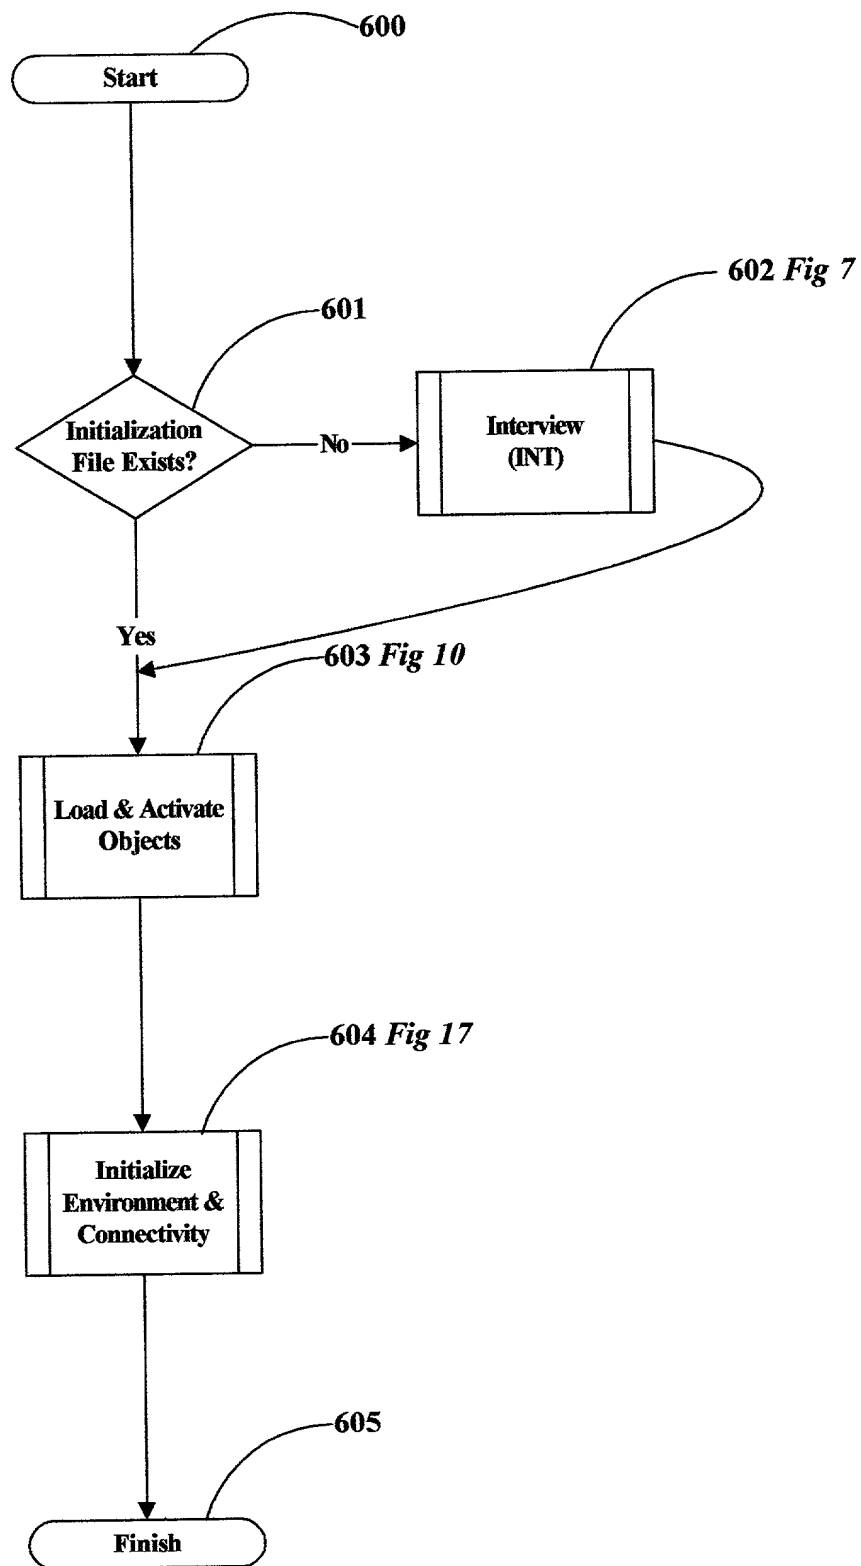 600
Start
602 Fig 7
601
Initialization
File Exists?
No
Interview
(INT)
Yes
603 Fig 10
Load & Activate
Objects
604 Fig 17
Initialize
Environment &
Connectivity
605
Finish